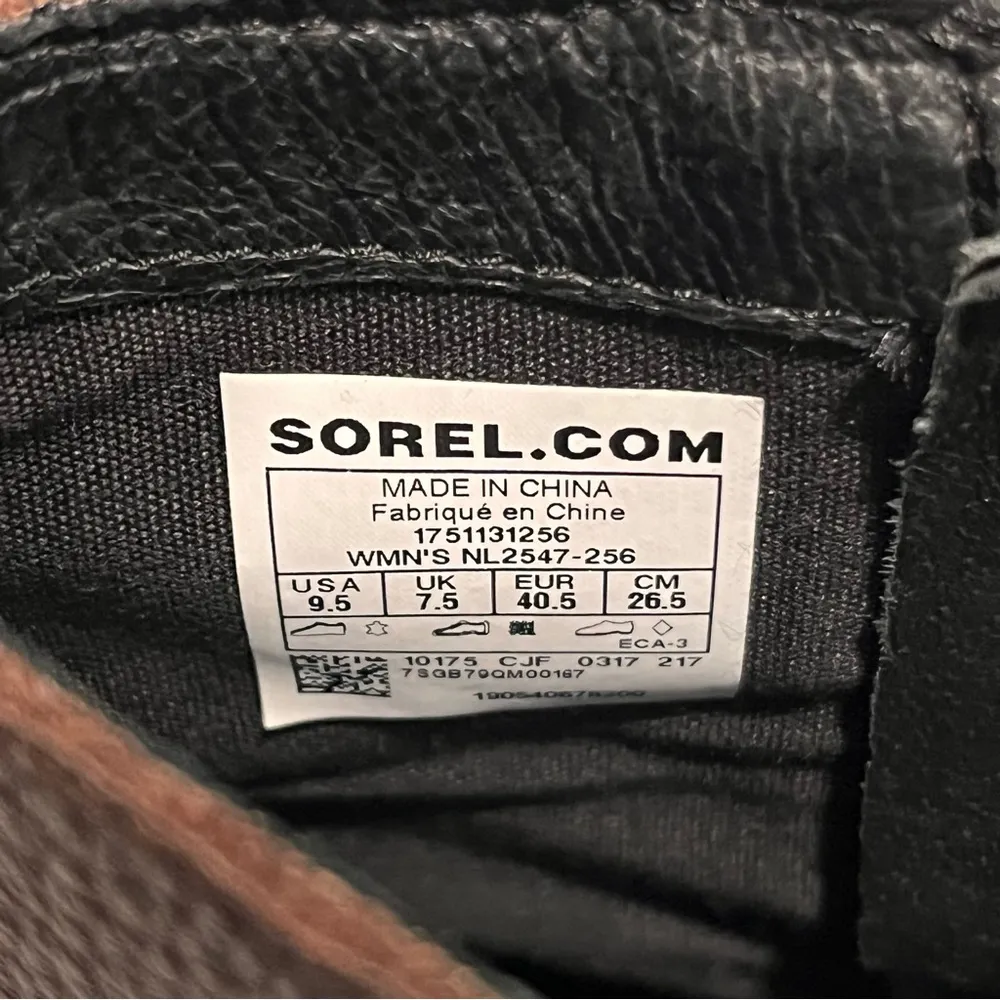 SOREL.COM
MADE IN CHINA
Fabriqué en Chine
1751131256
WMN'S NL2547-256
USA UK EUR CM
9.5 7.5 40.5 26.5
ECA-3
10175 CJF 0317 217
7SGB79QM00167